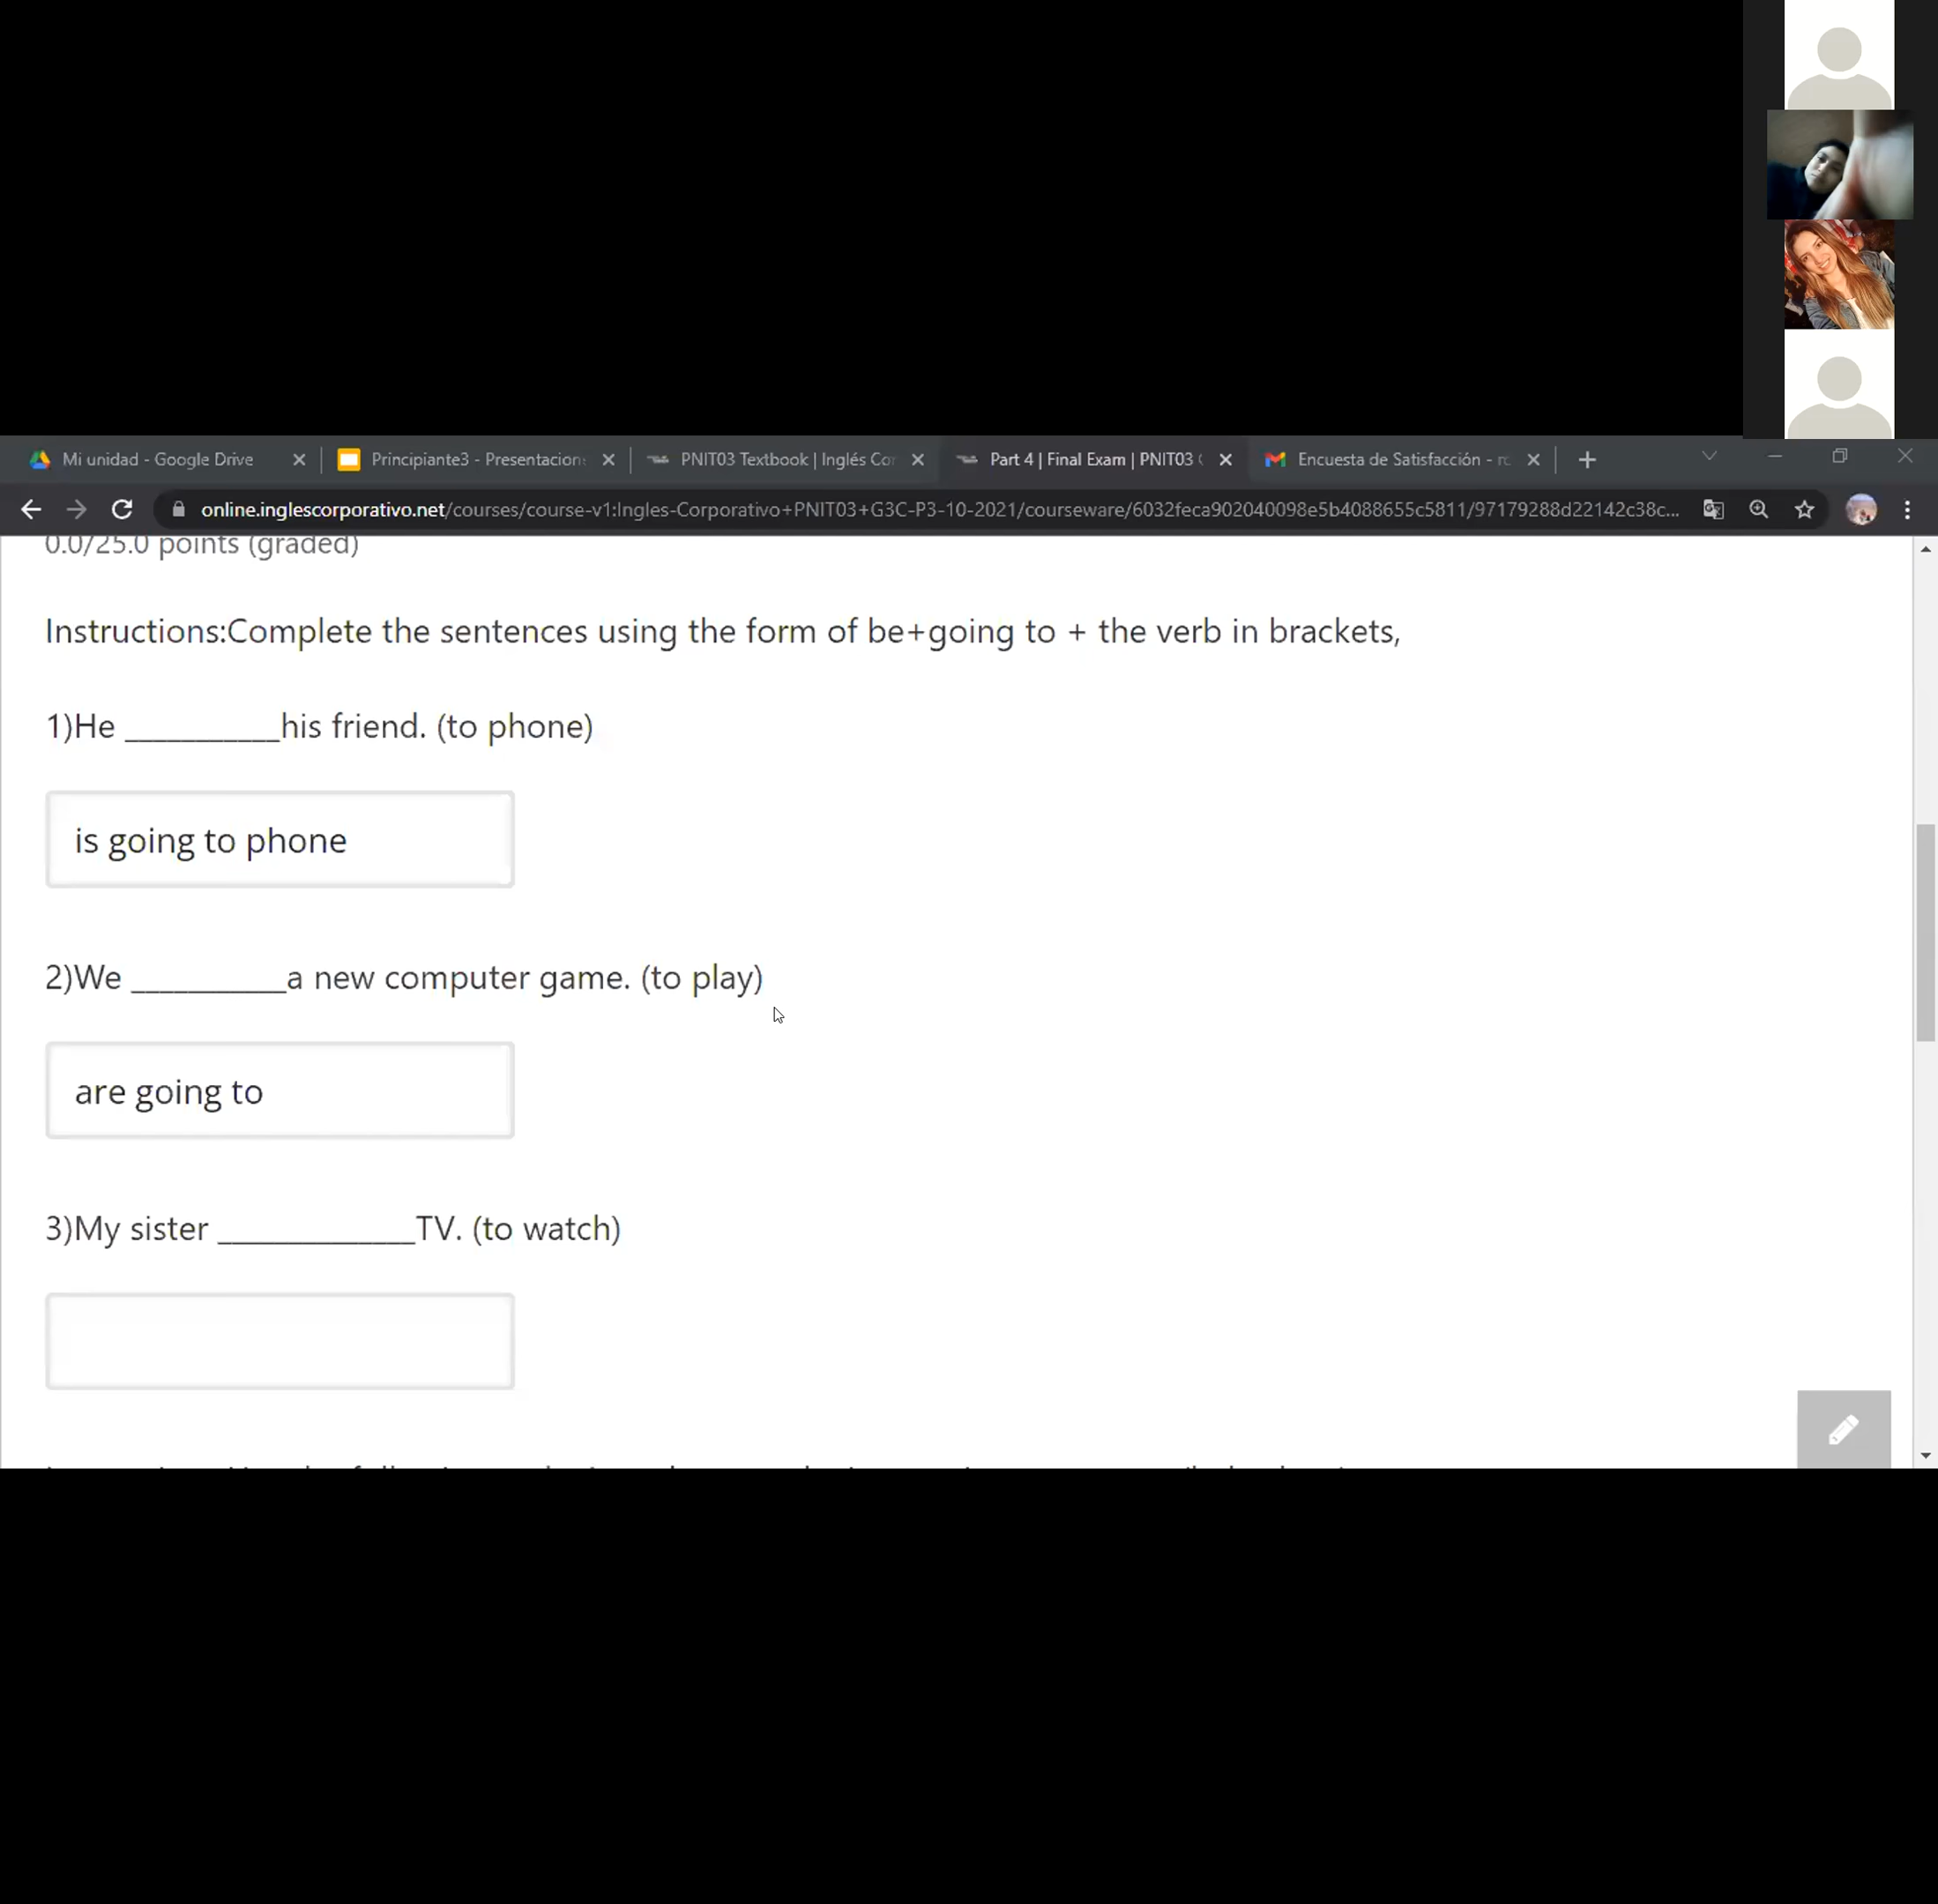 Mi unidad - Google Drive
Principiante3 - Presentacion
PNIT03 Textbook | Inglés Cor
Part 4 | Final Exam | PNIT03 (
Encuesta de Satisfacción - ro
online.inglescorporativo.net/courses/course-v1:Ingles-Corporativo+PNIT03+G3C-P3-10-2021/courseware/6032feca902040098e5b4088655c5811/97179288d22142c38c...
0.0/25.0 points (graded)
Instructions:Complete the sentences using the form of be+going to + the verb in brackets,
1)He __________his friend. (to phone)
is going to phone
2)We __________a new computer game. (to play)
are going to
3)My sister _____________TV. (to watch)